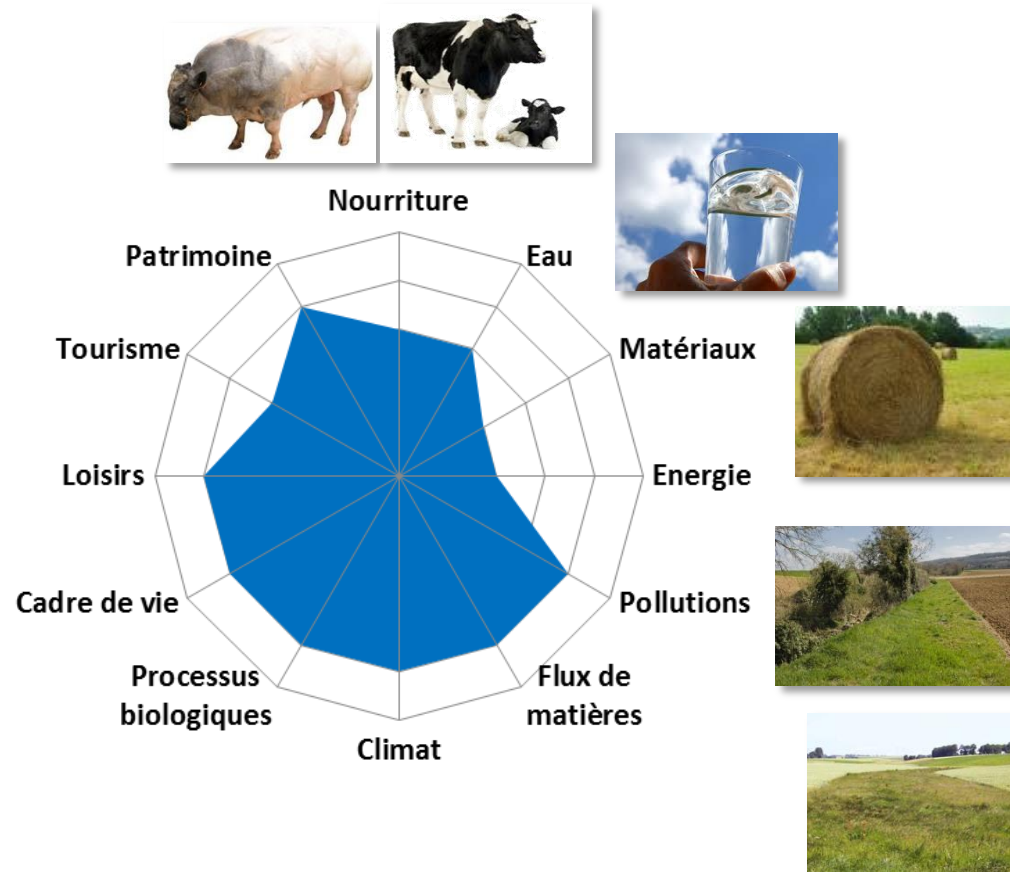 Nourriture
Patrimoine
Eau
Tourisme
Matériaux
Loisirs
Energie
Cadre de vie
Pollutions
Processus
biologiques
Flux de
matières
Climat